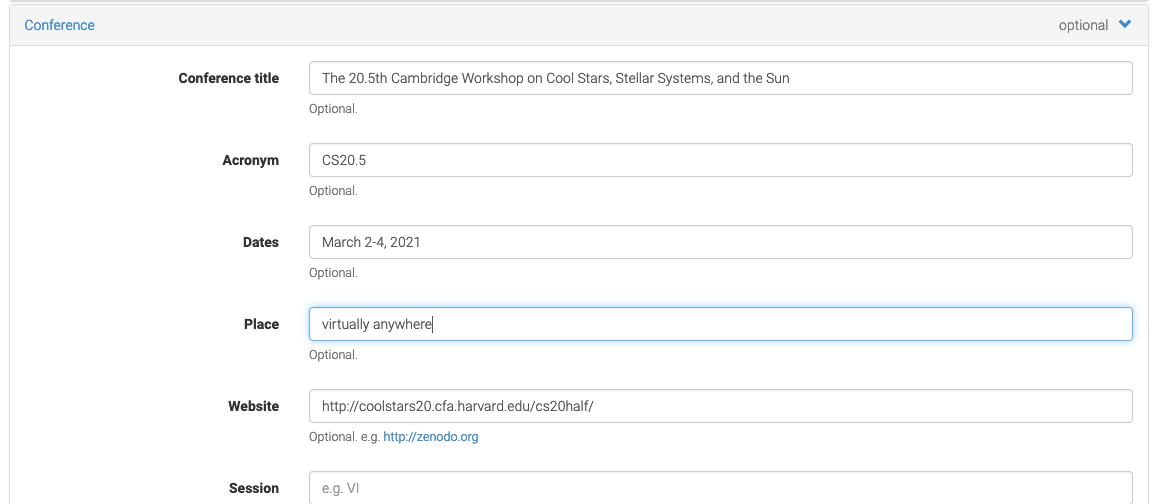 Conference optional
Conference title The 20.5th Cambridge Workshop on Cool Stars, Stellar Systems, and the Sun
Optional.
Acronym CS20.5
Optional.
Dates March 2-4, 2021
Optional.
Place virtually anywhere
Optional.
Website http://coolstars20.cfa.harvard.edu/cs20half/
Optional. e.g. http://zenodo.org
Session e.g. VI